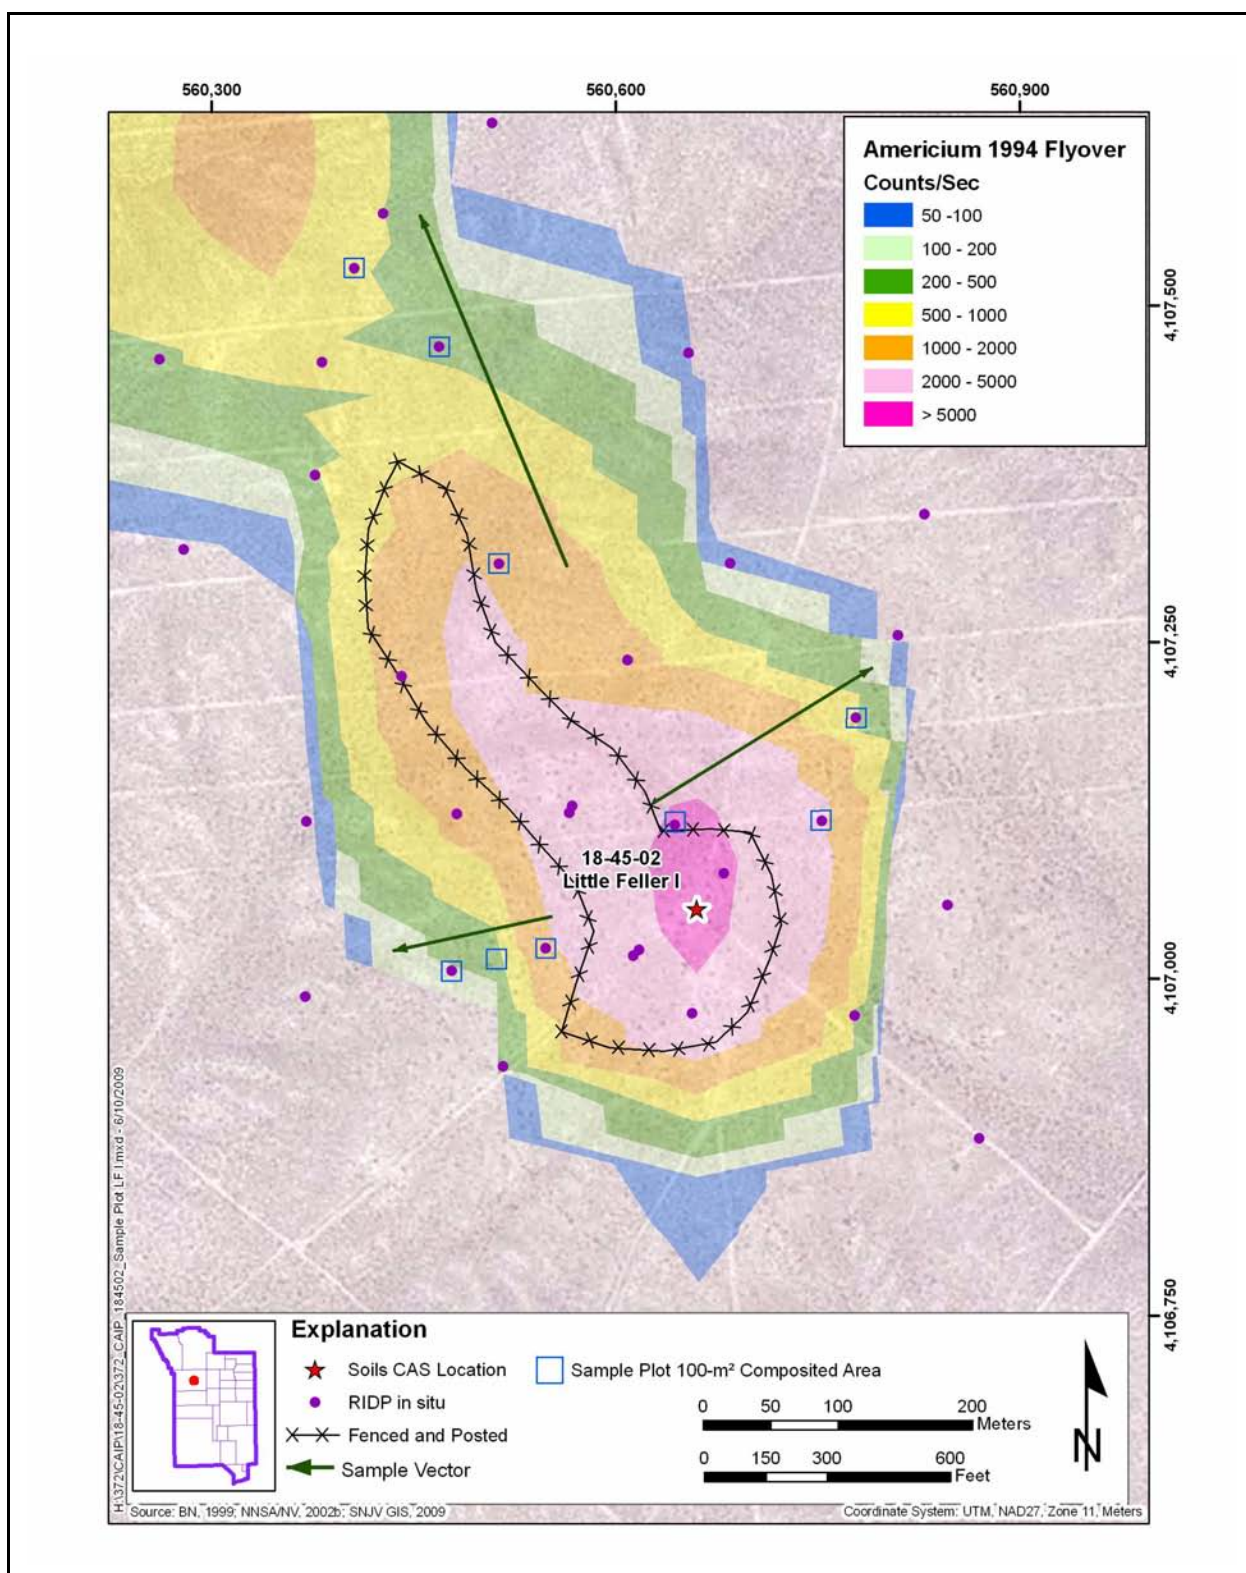 560,300
560,600
560,900
Americium 1994 Flyover
Counts/Sec
50 -100
100 - 200
200 - 500
500 - 1000
1000 - 2000
2000 - 5000
> 5000
4,107,500
4,107,250
18-45-02
Little Feller I
4,107,000
4,106,750
H:\372\CAIP\18-45-02\372_CAIP_184502_Sample Plot LF I.mxd - 6/10/2009
Explanation
Soils CAS Location
Sample Plot 100-m² Composited Area
RIDP in situ
Fenced and Posted
Sample Vector
0 50 100 200
Meters
0 150 300 600
Feet
N
Source: BN, 1999; NNSA/NV, 2002b; SNJV GIS, 2009
Coordinate System: UTM, NAD27, Zone 11, Meters